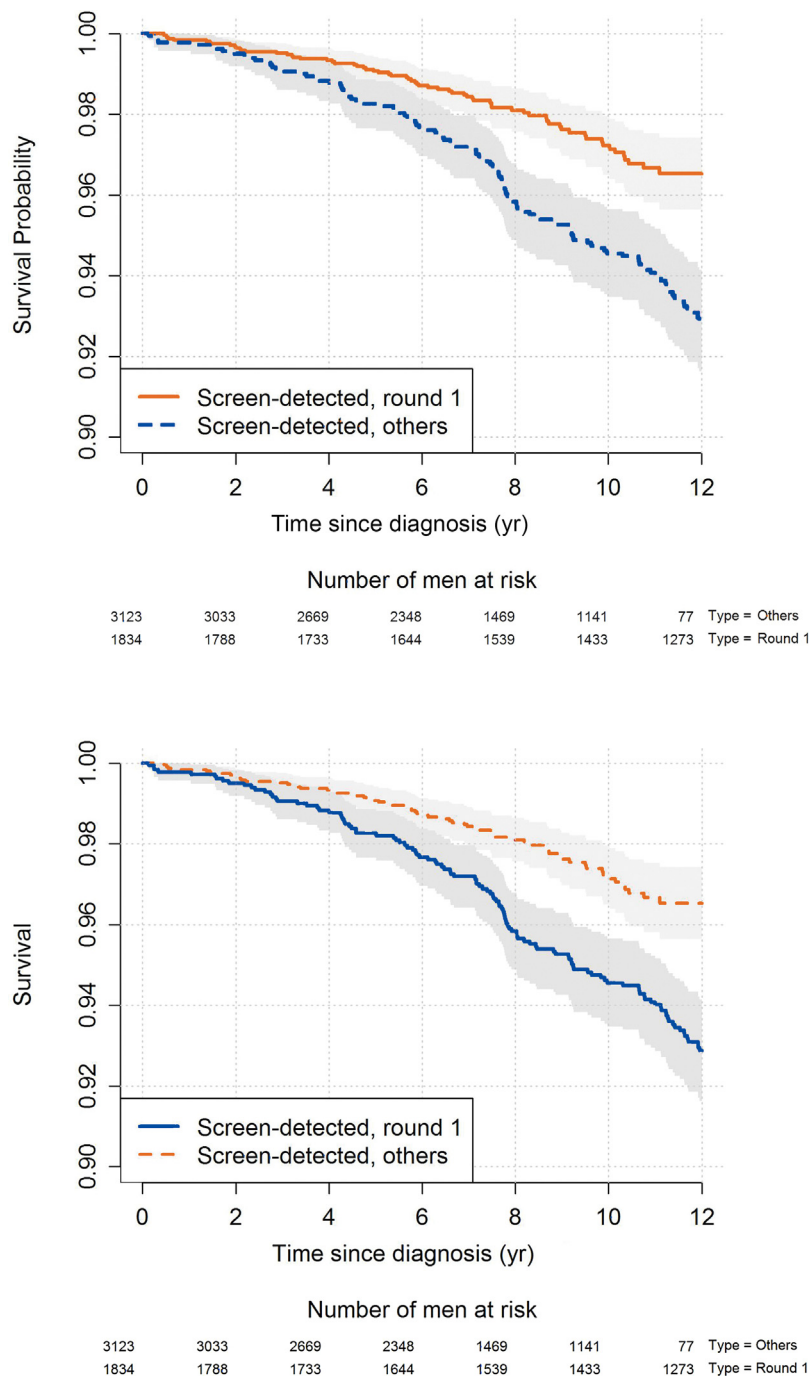 1.00
0.98
0.96
0.94
0.92
0.90
Survival Probability
Screen-detected, round 1
Screen-detected, others
0 2 4 6 8 10 12
Time since diagnosis (yr)
Number of men at risk
3123 3033 2669 2348 1469 1141 77 Type = Others
1834 1788 1733 1644 1539 1433 1273 Type = Round 1
1.00
0.98
0.96
0.94
0.92
0.90
Survival
Screen-detected, round 1
Screen-detected, others
0 2 4 6 8 10 12
Time since diagnosis (yr)
Number of men at risk
3123 3033 2669 2348 1469 1141 77 Type = Others
1834 1788 1733 1644 1539 1433 1273 Type = Round 1